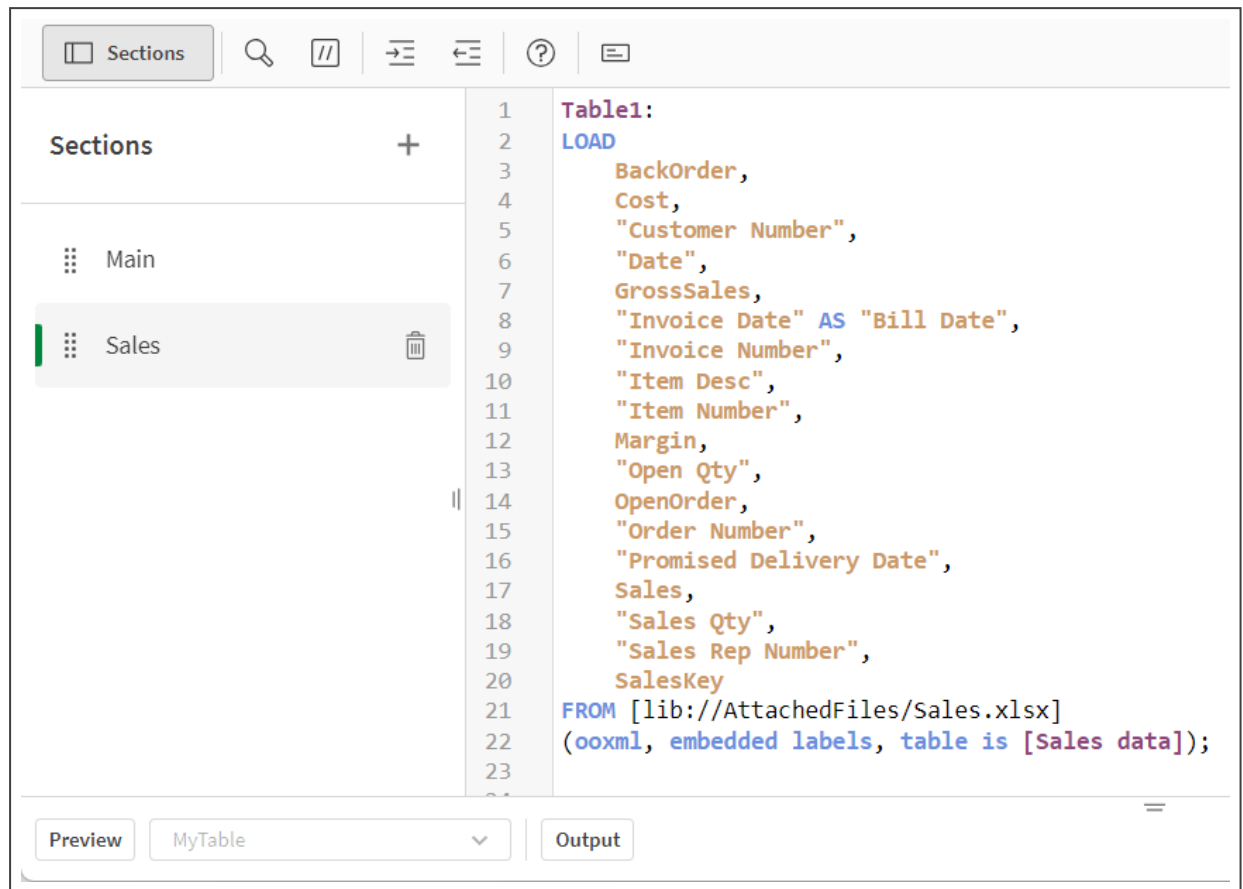 Sections
Sections
Main
Sales
1 Table1:
2 LOAD
3 BackOrder,
4 Cost,
5 "Customer Number",
6 "Date",
7 GrossSales,
8 "Invoice Date" AS "Bill Date",
9 "Invoice Number",
10 "Item Desc",
11 "Item Number",
12 Margin,
13 "Open Qty",
14 OpenOrder,
15 "Order Number",
16 "Promised Delivery Date",
17 Sales,
18 "Sales Qty",
19 "Sales Rep Number",
20 SalesKey
21 FROM [lib://AttachedFiles/Sales.xlsx]
22 (ooxml, embedded labels, table is [Sales data]);
23
Preview MyTable Output